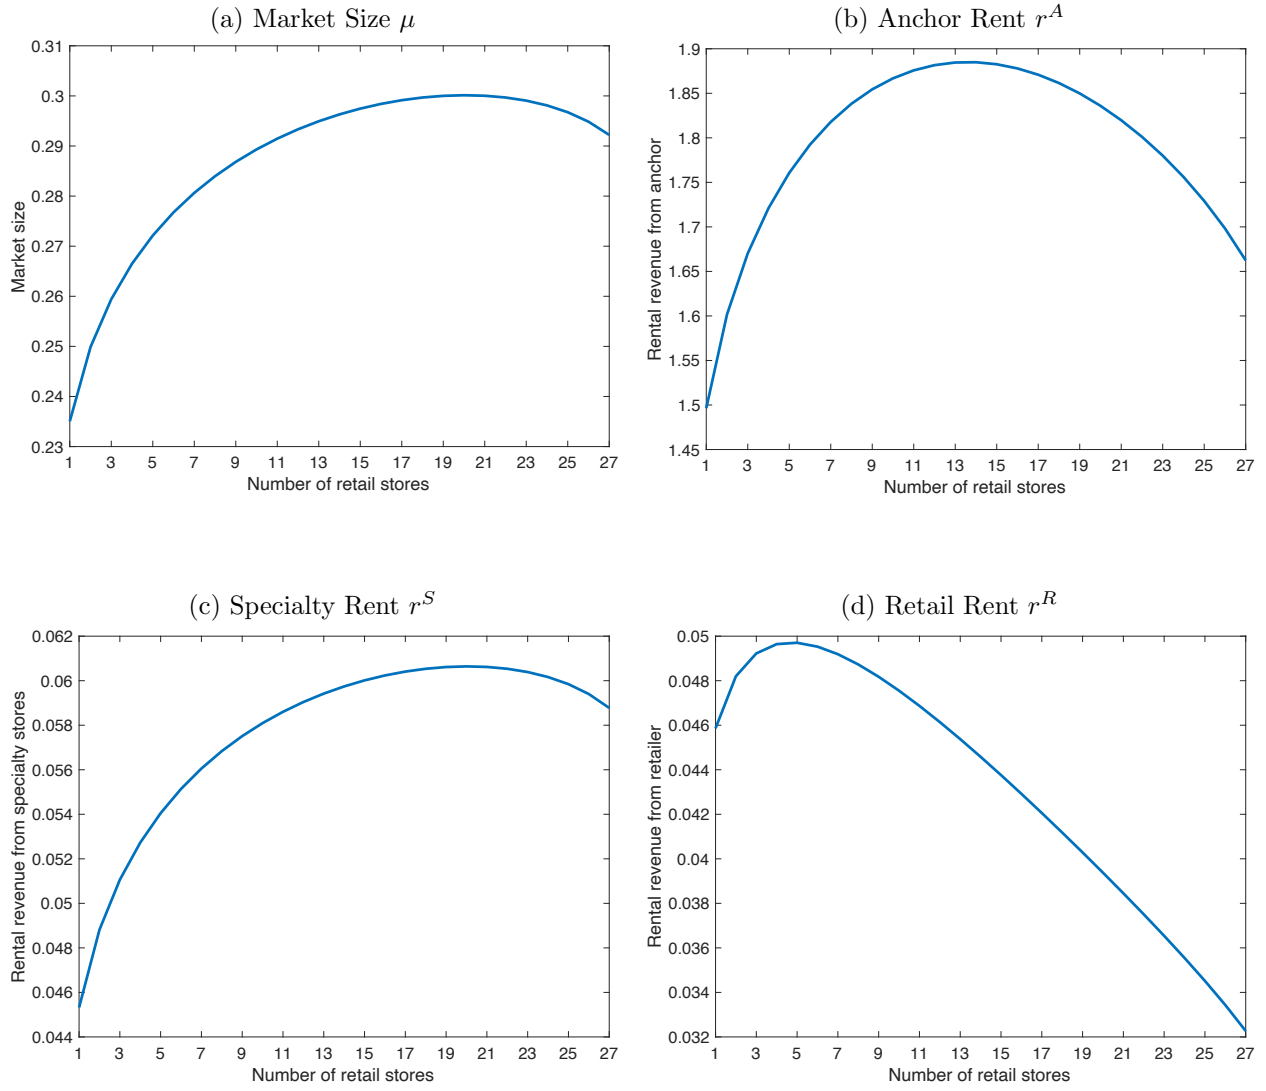 (a) Market Size μ
0.31
0.3
0.29
0.28
0.27
0.26
0.25
0.24
0.23
Market size
1 3 5 7 9 11 13 15 17 19 21 23 25 27
Number of retail stores
(b) Anchor Rent r^A
1.9
1.85
1.8
1.75
1.7
1.65
1.6
1.55
1.5
1.45
Rental revenue from anchor
1 3 5 7 9 11 13 15 17 19 21 23 25 27
Number of retail stores
(c) Specialty Rent r^S
0.062
0.06
0.058
0.056
0.054
0.052
0.05
0.048
0.046
0.044
Rental revenue from specialty stores
1 3 5 7 9 11 13 15 17 19 21 23 25 27
Number of retail stores
(d) Retail Rent r^R
0.05
0.048
0.046
0.044
0.042
0.04
0.038
0.036
0.034
0.032
Rental revenue from retailer
1 3 5 7 9 11 13 15 17 19 21 23 25 27
Number of retail stores